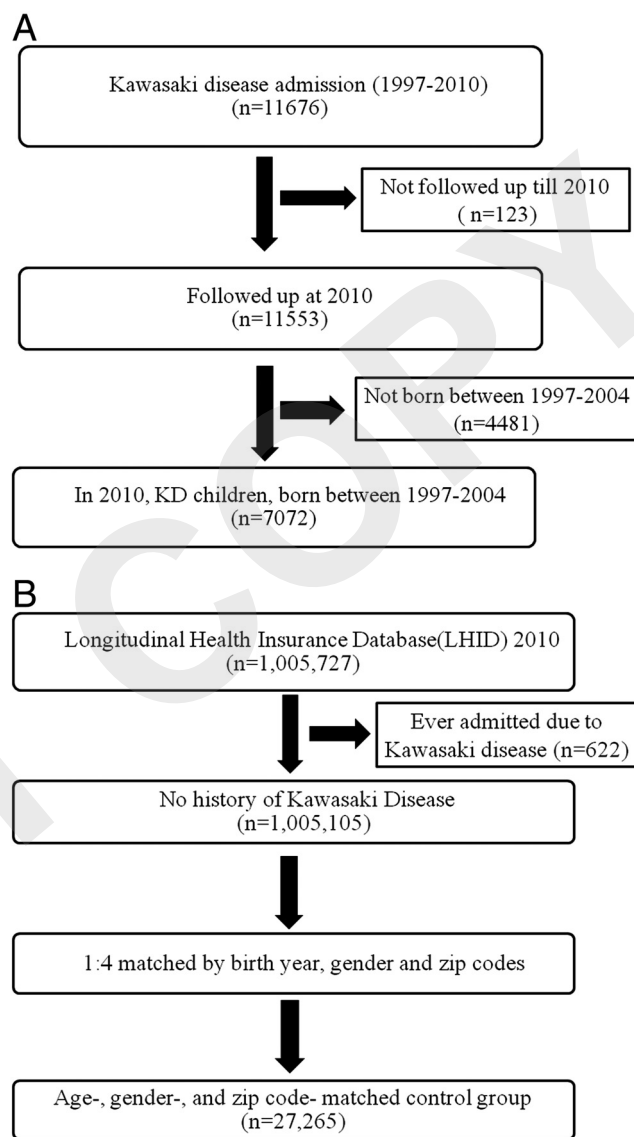 A
Kawasaki disease admission (1997-2010)
(n=11676)
Not followed up till 2010
( n=123)
Followed up at 2010
(n=11553)
Not born between 1997-2004
(n=4481)
In 2010, KD children, born between 1997-2004
(n=7072)
B
Longitudinal Health Insurance Database(LHID) 2010
(n=1,005,727)
Ever admitted due to
Kawasaki disease (n=622)
No history of Kawasaki Disease
(n=1,005,105)
1:4 matched by birth year, gender and zip codes
Age-, gender-, and zip code- matched control group
(n=27,265)
COPY